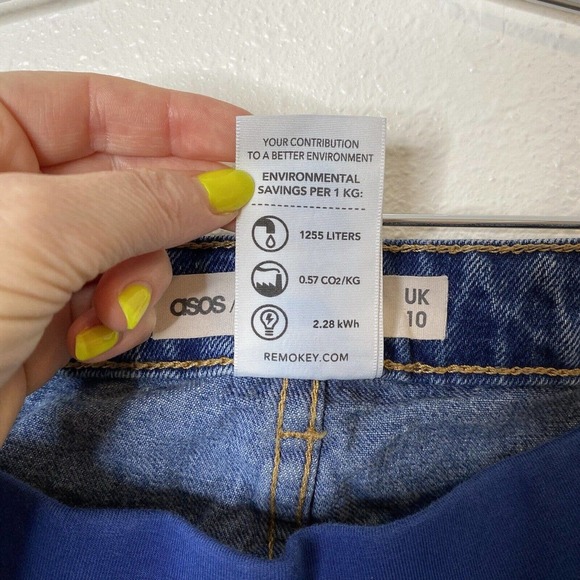 YOUR CONTRIBUTION
TO A BETTER ENVIRONMENT
ENVIRONMENTAL
SAVINGS PER 1 KG:
1255 LITERS
0.57 CO2/KG
2.28 kWh
REMOKEY.COM
asos /
UK
10